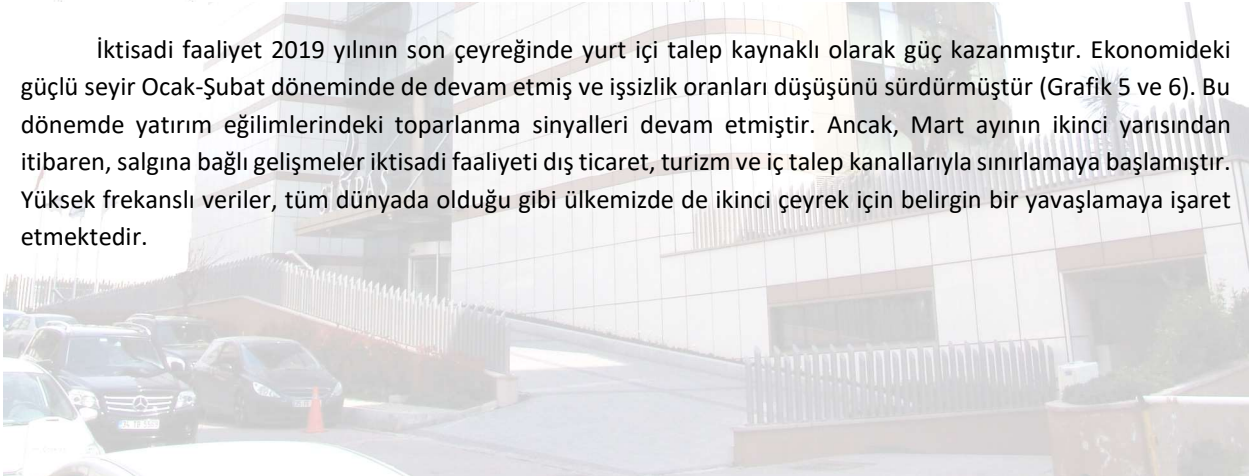 İktisadi faaliyet 2019 yılının son çeyreğinde yurt içi talep kaynaklı olarak güç kazanmıştır. Ekonomideki
güçlü seyir Ocak-Şubat döneminde de devam etmiş ve işsizlik oranları düşüşünü sürdürmüştür (Grafik 5 ve 6). Bu
dönemde yatırım eğilimlerindeki toparlanma sinyalleri devam etmiştir. Ancak, Mart ayının ikinci yarısından
itibaren, salgına bağlı gelişmeler iktisadi faaliyeti dış ticaret, turizm ve iç talep kanallarıyla sınırlamaya başlamıştır.
Yüksek frekanslı veriler, tüm dünyada olduğu gibi ülkemizde de ikinci çeyrek için belirgin bir yavaşlamaya işaret
etmektedir.